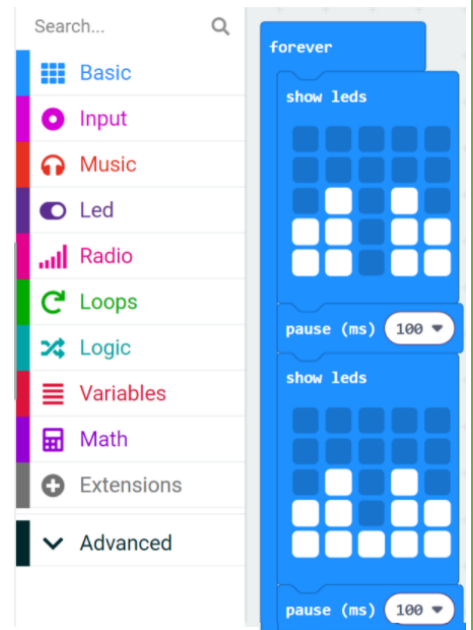 Search...
Basic
Input
Music
Led
Radio
Loops
Logic
Variables
Math
Extensions
Advanced
forever
show leds
pause (ms) 100
show leds
pause (ms) 100